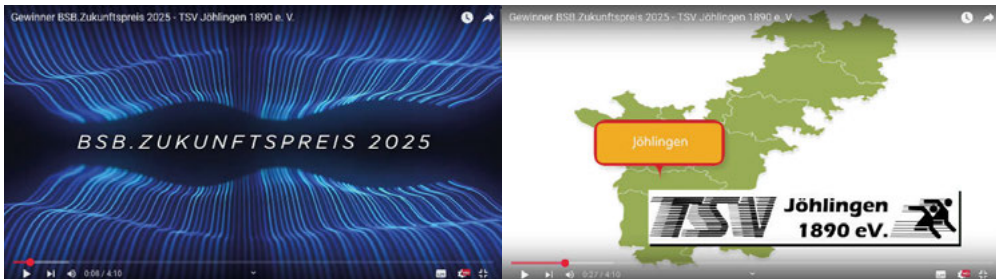 Gewinner BSB.Zukunftspreis 2025 - TSV Jöhlingen 1890 e. V.
BSB.ZUKUNFTSPREIS 2025
0:08 / 4:10
Gewinner BSB.Zukunftspreis 2025 - TSV Jöhlingen 1890 e. V.
Jöhlingen
TSV Jöhlingen
1890 eV.
0:27 / 4:10